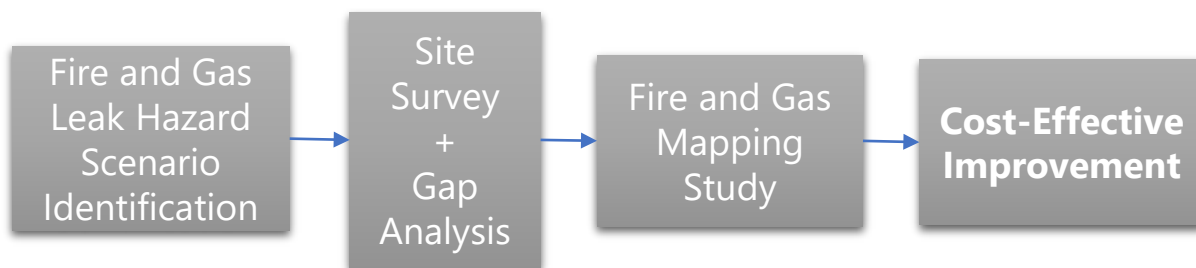 Fire and Gas
Leak Hazard
Scenario
Identification
Site
Survey
+
Gap
Analysis
Fire and Gas
Mapping
Study
Cost-Effective
Improvement